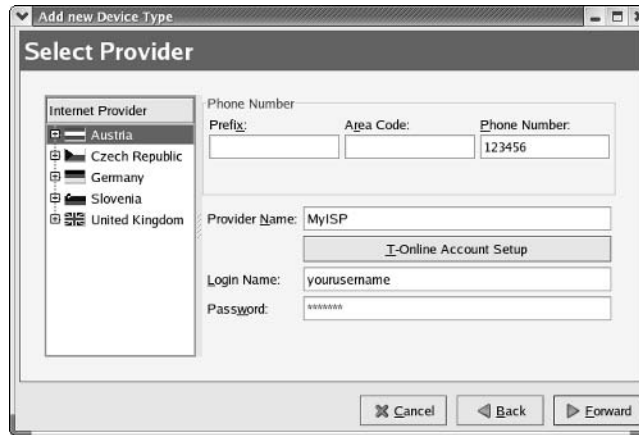 Add new Device Type
Select Provider
Internet Provider
Austria
Czech Republic
Germany
Slovenia
United Kingdom
Phone Number
Prefix:
Area Code:
Phone Number:
123456
Provider Name:
MyISP
T-Online Account Setup
Login Name:
yourusername
Password:
*******
Cancel
Back
Forward